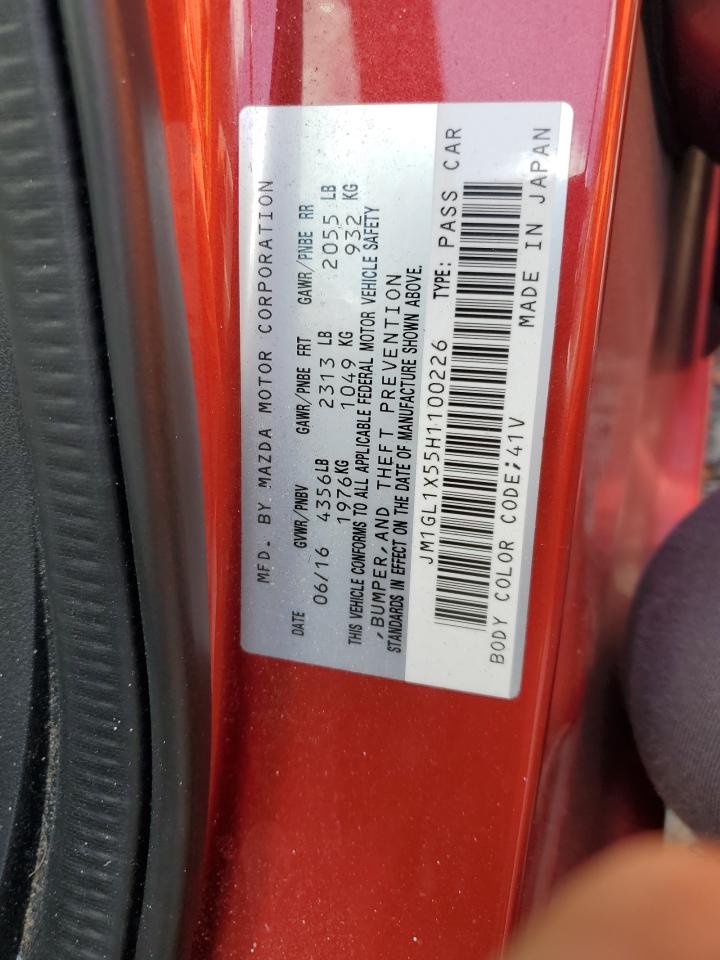 MFD. BY MAZDA MOTOR CORPORATION
DATE GVWR/PNBV GAWR/PNBE FRT GAWR/PNBE RR
06/16 4356LB 2313 LB 2055 LB
1976KG 1049 KG 932 KG
THIS VEHICLE CONFORMS TO ALL APPLICABLE FEDERAL MOTOR VEHICLE SAFETY
,BUMPER,AND THEFT PREVENTION
STANDARDS IN EFFECT ON THE DATE OF MANUFACTURE SHOWN ABOVE.
JM1GL1X55H1100226 TYPE: PASS CAR
BODY COLOR CODE;41V MADE IN JAPAN